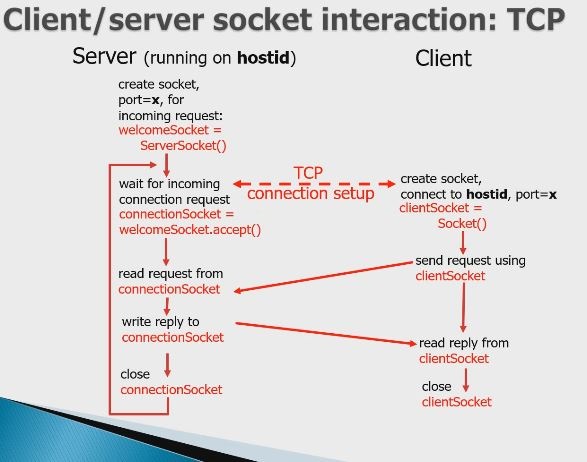 Client/server socket interaction: TCP
Server (running on hostid)
Client
create socket,
port=x, for
incoming request:
welcomeSocket =
ServerSocket()
wait for incoming
connection request
connectionSocket =
welcomeSocket.accept()
TCP
connection setup
create socket,
connect to hostid, port=x
clientSocket =
Socket()
read request from
connectionSocket
send request using
clientSocket
write reply to
connectionSocket
read reply from
clientSocket
close
connectionSocket
close
clientSocket